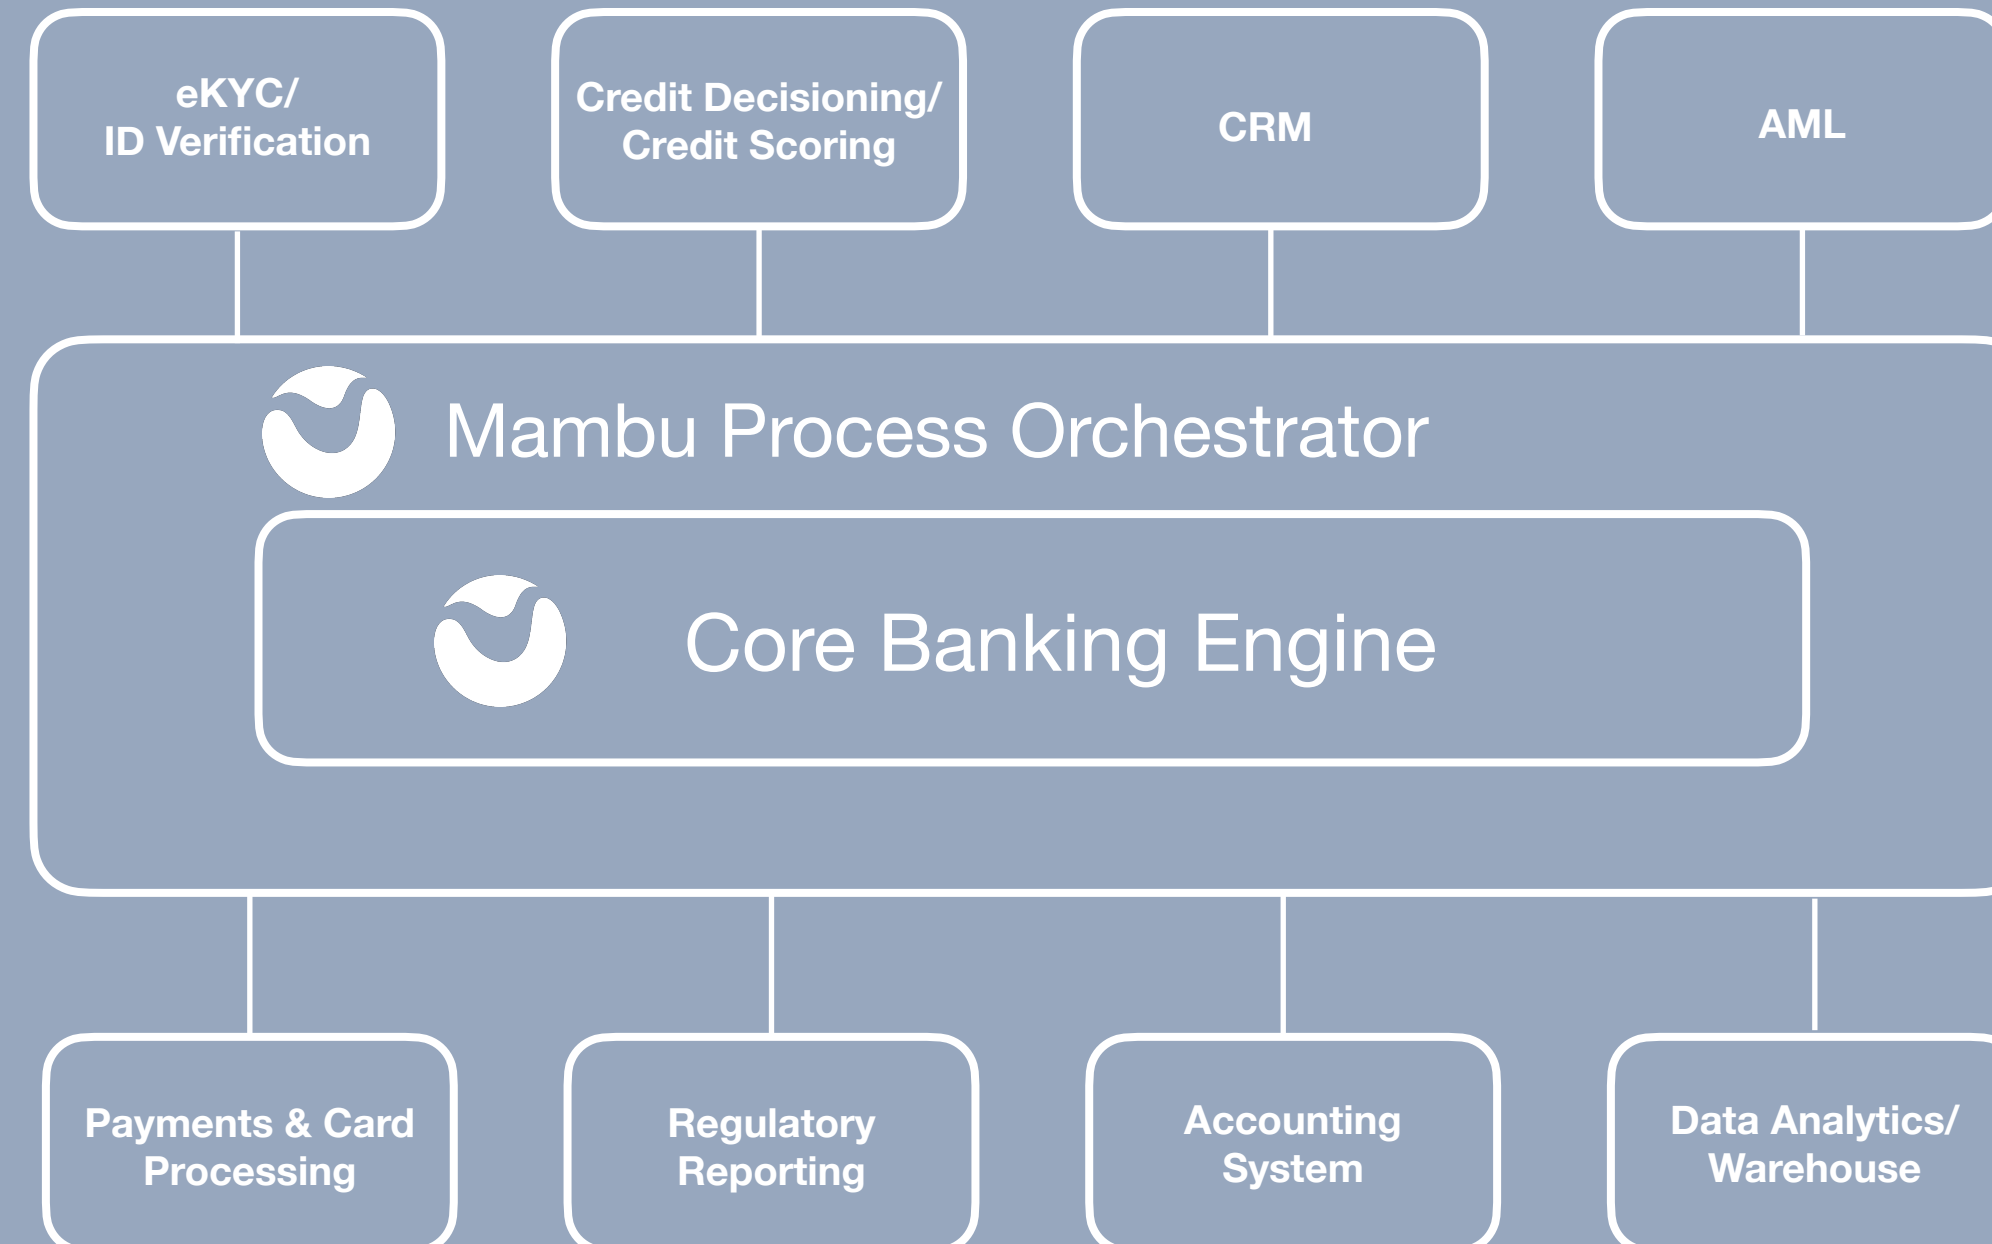 eKYC/
ID Verification
Credit Decisioning/
Credit Scoring
CRM
AML
Mambu Process Orchestrator
Core Banking Engine
Payments & Card
Processing
Regulatory
Reporting
Accounting
System
Data Analytics/
Warehouse